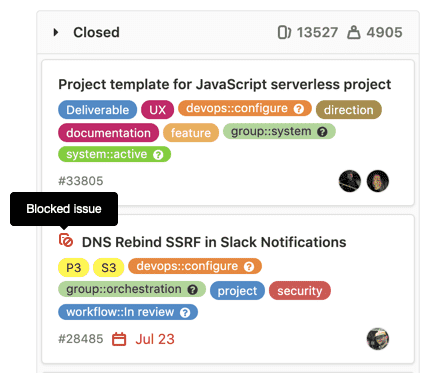 Closed 13527 4905
Project template for JavaScript serverless project
Deliverable UX devops::configure ? direction
documentation feature group::system ?
system::active ?
#33805
Blocked issue
DNS Rebind SSRF in Slack Notifications
P3 S3 devops::configure ?
group::orchestration ? project security
workflow::In review ?
#28485 Jul 23